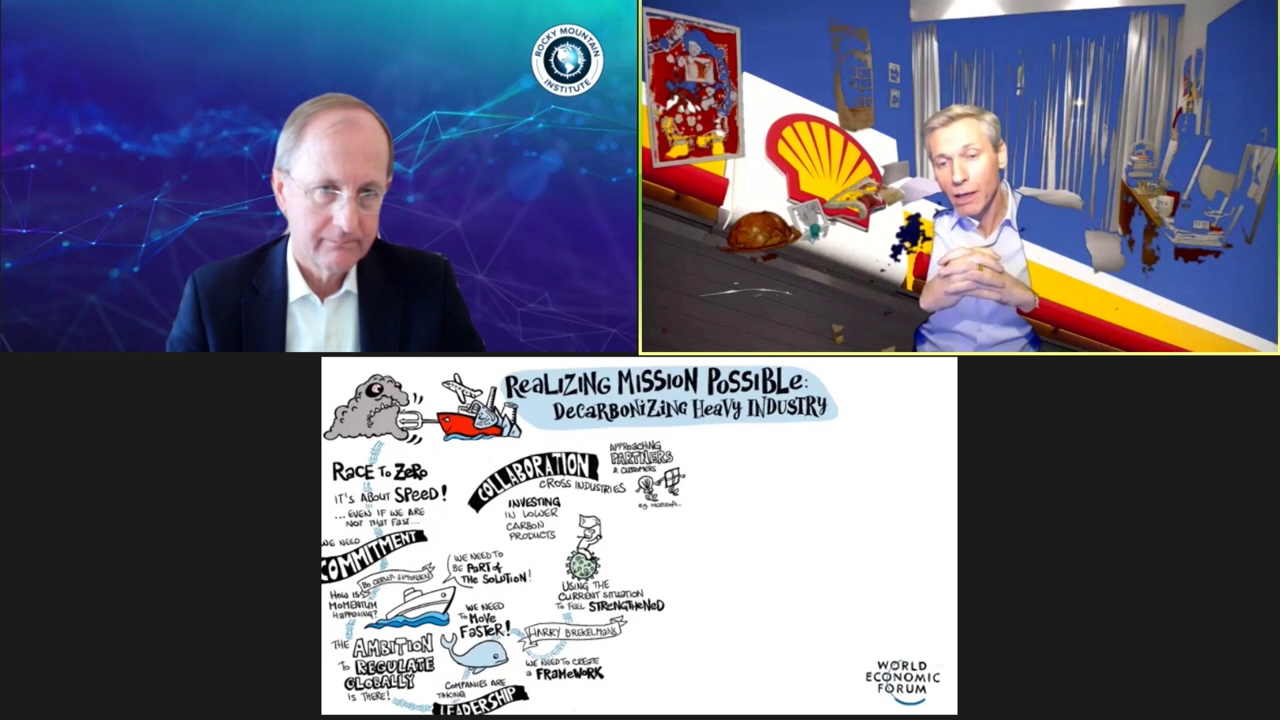 ROCKY MOUNTAIN
INSTITUTE
REALIZING MISSION POSSIBLE:
DECARBONIZING HEAVY INDUSTRY
RACE TO ZERO
IT'S ABOUT SPEED!
...EVEN IF WE ARE
NOT THAT FAST...
WE NEED
COMMITMENT
BO CERUP-SIMONSEN
HOW IS
MOMENTUM
HAPPENING?
WE NEED TO
BE PART OF
THE SOLUTION!
WE NEED
TO MOVE
FASTER!
THE AMBITION
TO REGULATE
GLOBALLY
IS THERE!
COMPANIES ARE
TAKING
LEADERSHIP
COLLABORATION
CROSS INDUSTRIES
APPROACHING
PARTNERS
& CUSTOMERS
e.g. MICROSOFT...
INVESTING
IN LOWER
CARBON
PRODUCTS
USING THE
CURRENT SITUATION
TO FEEL STRENGTHENED
HARRY BREKELMANS
WE NEED TO CREATE
a FRAMEWORK
WORLD
ECONOMIC
FORUM